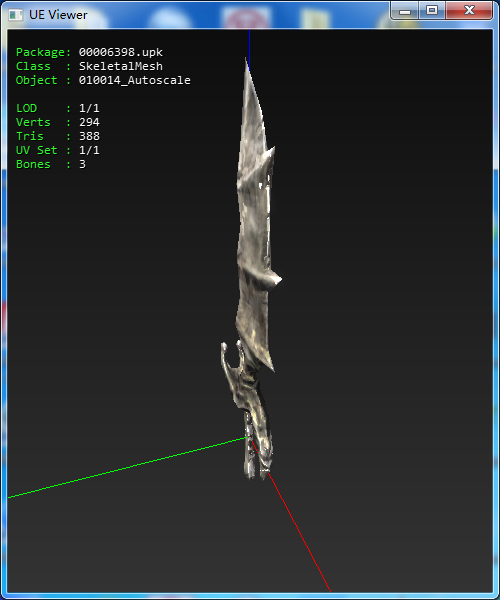 UE Viewer
Package: 00006398.upk
Class  : SkeletalMesh
Object : 010014_Autoscale
LOD    : 1/1
Verts  : 294
Tris   : 388
UV Set : 1/1
Bones  : 3